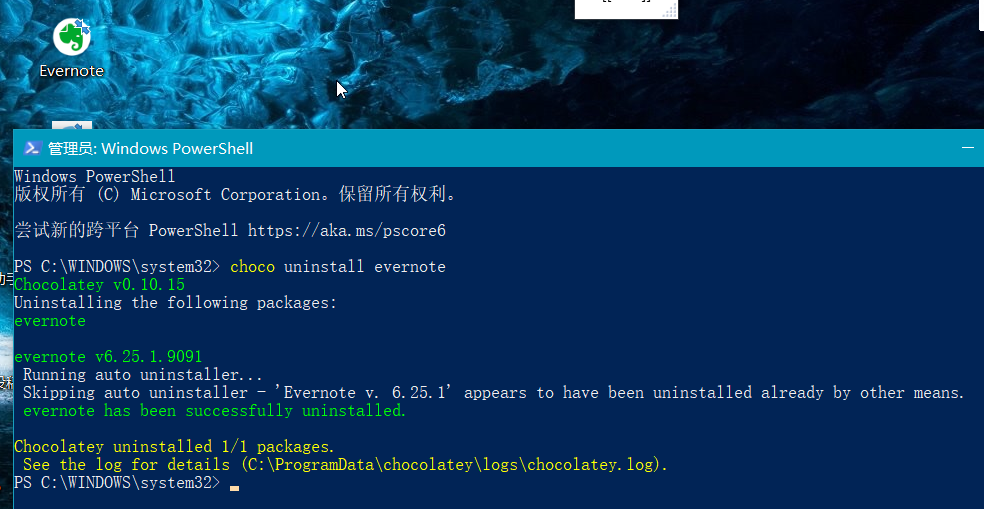 Evernote
管理员: Windows PowerShell
Windows PowerShell
版权所有 (C) Microsoft Corporation。保留所有权利。
尝试新的跨平台 PowerShell https://aka.ms/pscore6
PS C:\WINDOWS\system32> choco uninstall evernote
Chocolatey v0.10.15
Uninstalling the following packages:
evernote
evernote v6.25.1.9091
Running auto uninstaller...
Skipping auto uninstaller - 'Evernote v. 6.25.1' appears to have been uninstalled already by other means.
evernote has been successfully uninstalled.
Chocolatey uninstalled 1/1 packages.
See the log for details (C:\ProgramData\chocolatey\logs\chocolatey.log).
PS C:\WINDOWS\system32>